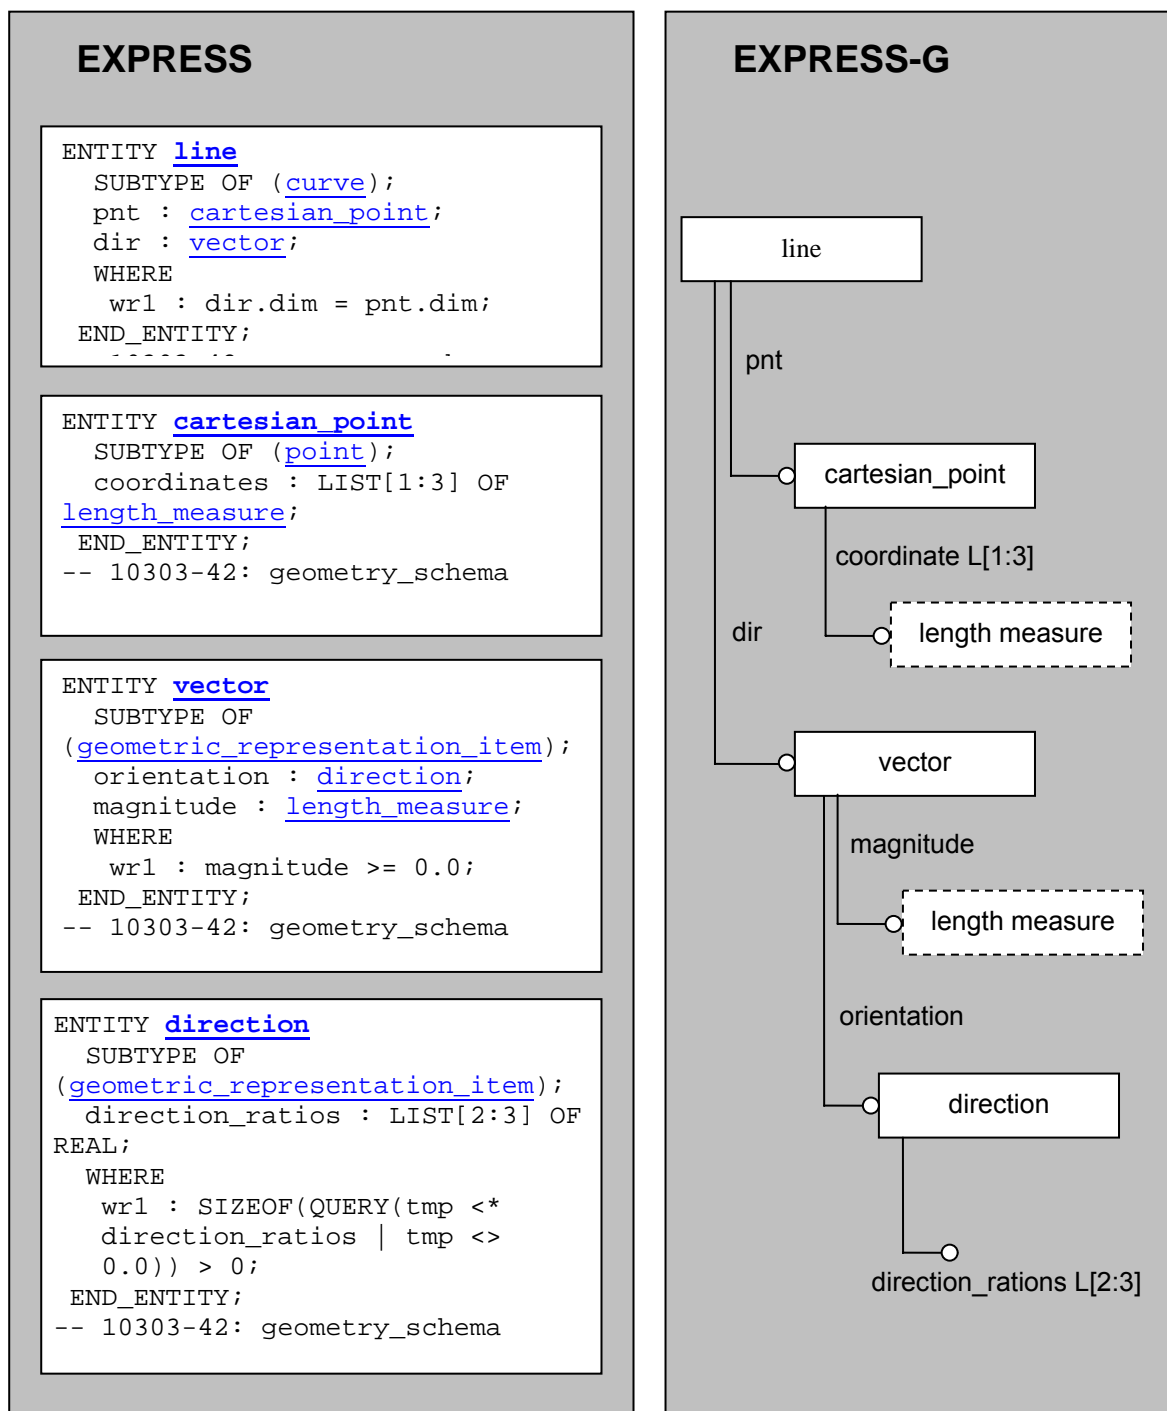 EXPRESS
ENTITY line
SUBTYPE OF (curve);
pnt : cartesian_point;
dir : vector;
WHERE
wr1 : dir.dim = pnt.dim;
END_ENTITY;
ENTITY cartesian_point
SUBTYPE OF (point);
coordinates : LIST[1:3] OF
length_measure;
END_ENTITY;
-- 10303-42: geometry_schema
ENTITY vector
SUBTYPE OF
(geometric_representation_item);
orientation : direction;
magnitude : length_measure;
WHERE
wr1 : magnitude >= 0.0;
END_ENTITY;
-- 10303-42: geometry_schema
ENTITY direction
SUBTYPE OF
(geometric_representation_item);
direction_ratios : LIST[2:3] OF
REAL;
WHERE
wr1 : SIZEOF(QUERY(tmp <*
direction_ratios | tmp <>
0.0)) > 0;
END_ENTITY;
-- 10303-42: geometry_schema
EXPRESS-G
line
pnt
cartesian_point
coordinate L[1:3]
length measure
dir
vector
magnitude
length measure
orientation
direction
direction_rations L[2:3]